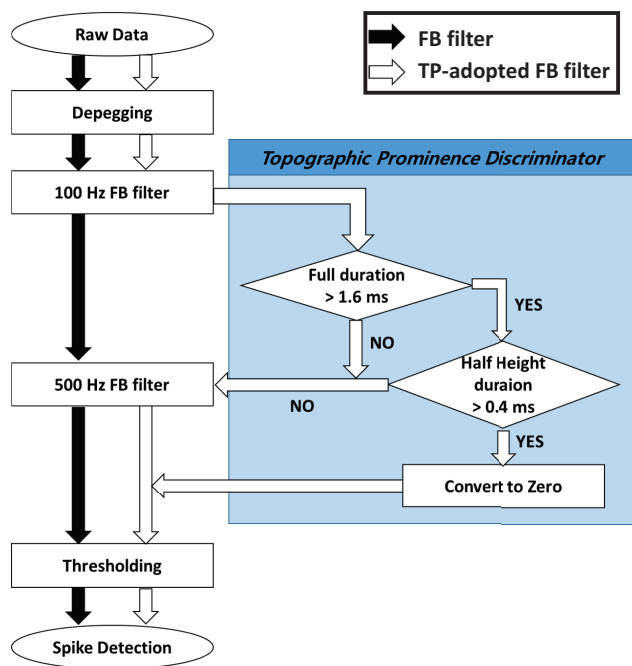 Raw Data
FB filter
TP-adopted FB filter
Depegging
Topographic Prominence Discriminator
100 Hz FB filter
Full duration
> 1.6 ms
YES
NO
Half Height
duraion
> 0.4 ms
500 Hz FB filter
NO
YES
Convert to Zero
Thresholding
Spike Detection